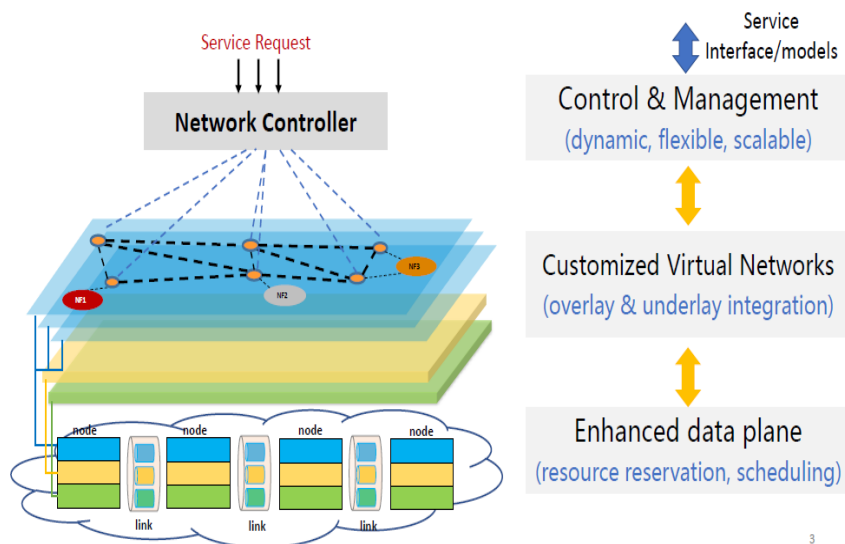 Service Request
Network Controller
NF1
NF2
NF3
node
node
node
node
link
link
link
Service
Interface/models
Control & Management
(dynamic, flexible, scalable)
Customized Virtual Networks
(overlay & underlay integration)
Enhanced data plane
(resource reservation, scheduling)
3